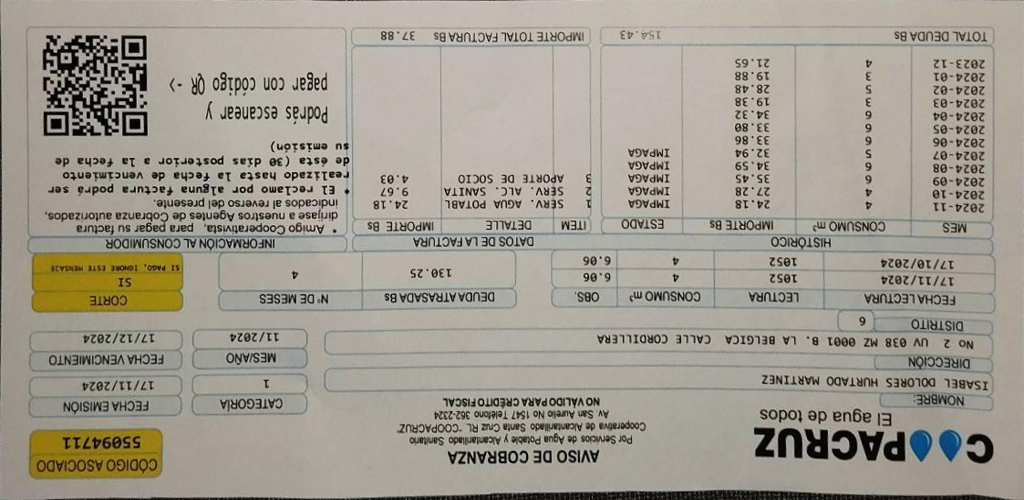 COOPACRUZ
El agua de todos
AVISO DE COBRANZA
Por Servicios de Agua Potable y Alcantarillado Sanitario
Cooperativa de Alcantarillado Santa Cruz RL. "COOPACRUZ"
Av. San Aurelio No 1547 Teléfono 362-2324
NO VÁLIDO PARA CRÉDITO FISCAL
CÓDIGO ASOCIADO
55094711
NOMBRE:
ISABEL DOLORES HURTADO MARTINEZ
CATEGORÍA
1
FECHA EMISIÓN
17/11/2024
DIRECCIÓN
No 2 UV 038 MZ 0001 B. LA BELGICA CALLE CORDILLERA
MES/AÑO
11/2024
FECHA VENCIMIENTO
17/12/2024
DISTRITO 6
FECHA LECTURA LECTURA CONSUMO m³ OBS.
17/11/2024 1052 4 6.06
17/10/2024 1052 4 6.06
DEUDA ATRASADA Bs Nº DE MESES
130.25 4
CORTE
SI
SI PAGO, IGNORE ESTE MENSAJE
HISTÓRICO
MES CONSUMO m³ IMPORTE Bs ESTADO
2024-11 4 24.18 IMPAGA
2024-10 4 27.28 IMPAGA
2024-09 6 35.45 IMPAGA
2024-08 6 34.59 IMPAGA
2024-07 5 32.94 IMPAGA
2024-06 6 33.86
2024-05 6 33.80
2024-04 6 34.32
2024-03 3 19.38
2024-02 5 28.48
2024-01 3 19.88
2023-12 4 21.65
TOTAL DEUDA Bs 154.43
DATOS DE LA FACTURA
ITEM DETALLE IMPORTE Bs
1 SERV. AGUA POTABL 24.18
2 SERV. ALC. SANITA 9.67
3 APORTE DE SOCIO 4.03
IMPORTE TOTAL FACTURA Bs 37.88
INFORMACIÓN AL CONSUMIDOR
* Amigo Cooperativista, para pagar su factura
dirijase a nuestros Agentes de Cobranza autorizados,
indicados al reverso del presente.
* El reclamo por alguna factura podrá ser
realizado hasta la fecha de vencimiento
de ésta (30 días posterior a la fecha de
su emisión)
Podrás escanear y
pagar con código QR ->